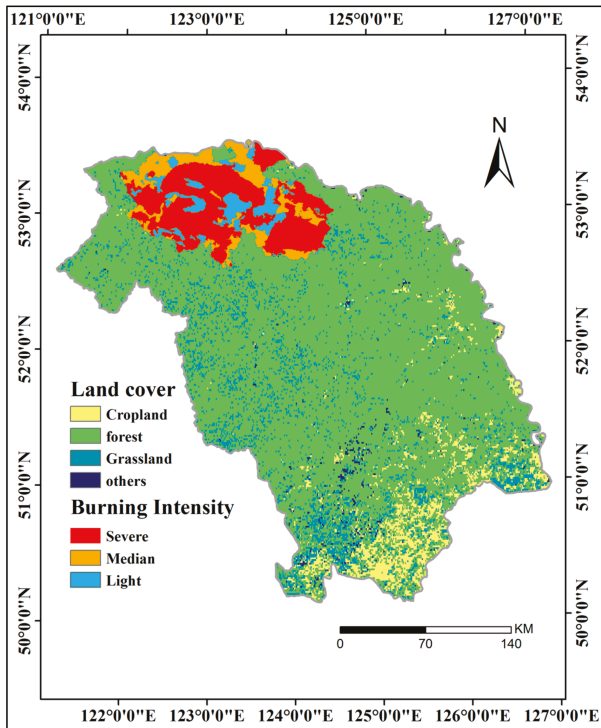 121°0'0"E 123°0'0"E 125°0'0"E 127°0'0"E
54°0'0"N 54°0'0"N
N
53°0'0"N 53°0'0"N
52°0'0"N 52°0'0"N
Land cover
Cropland
forest
Grassland
others
51°0'0"N 51°0'0"N
Burning Intensity
Severe
Median
Light
50°0'0"N 50°0'0"N
KM
0 70 140
122°0'0"E 123°0'0"E 124°0'0"E 125°0'0"E 126°0'0"E 127°0'0"E